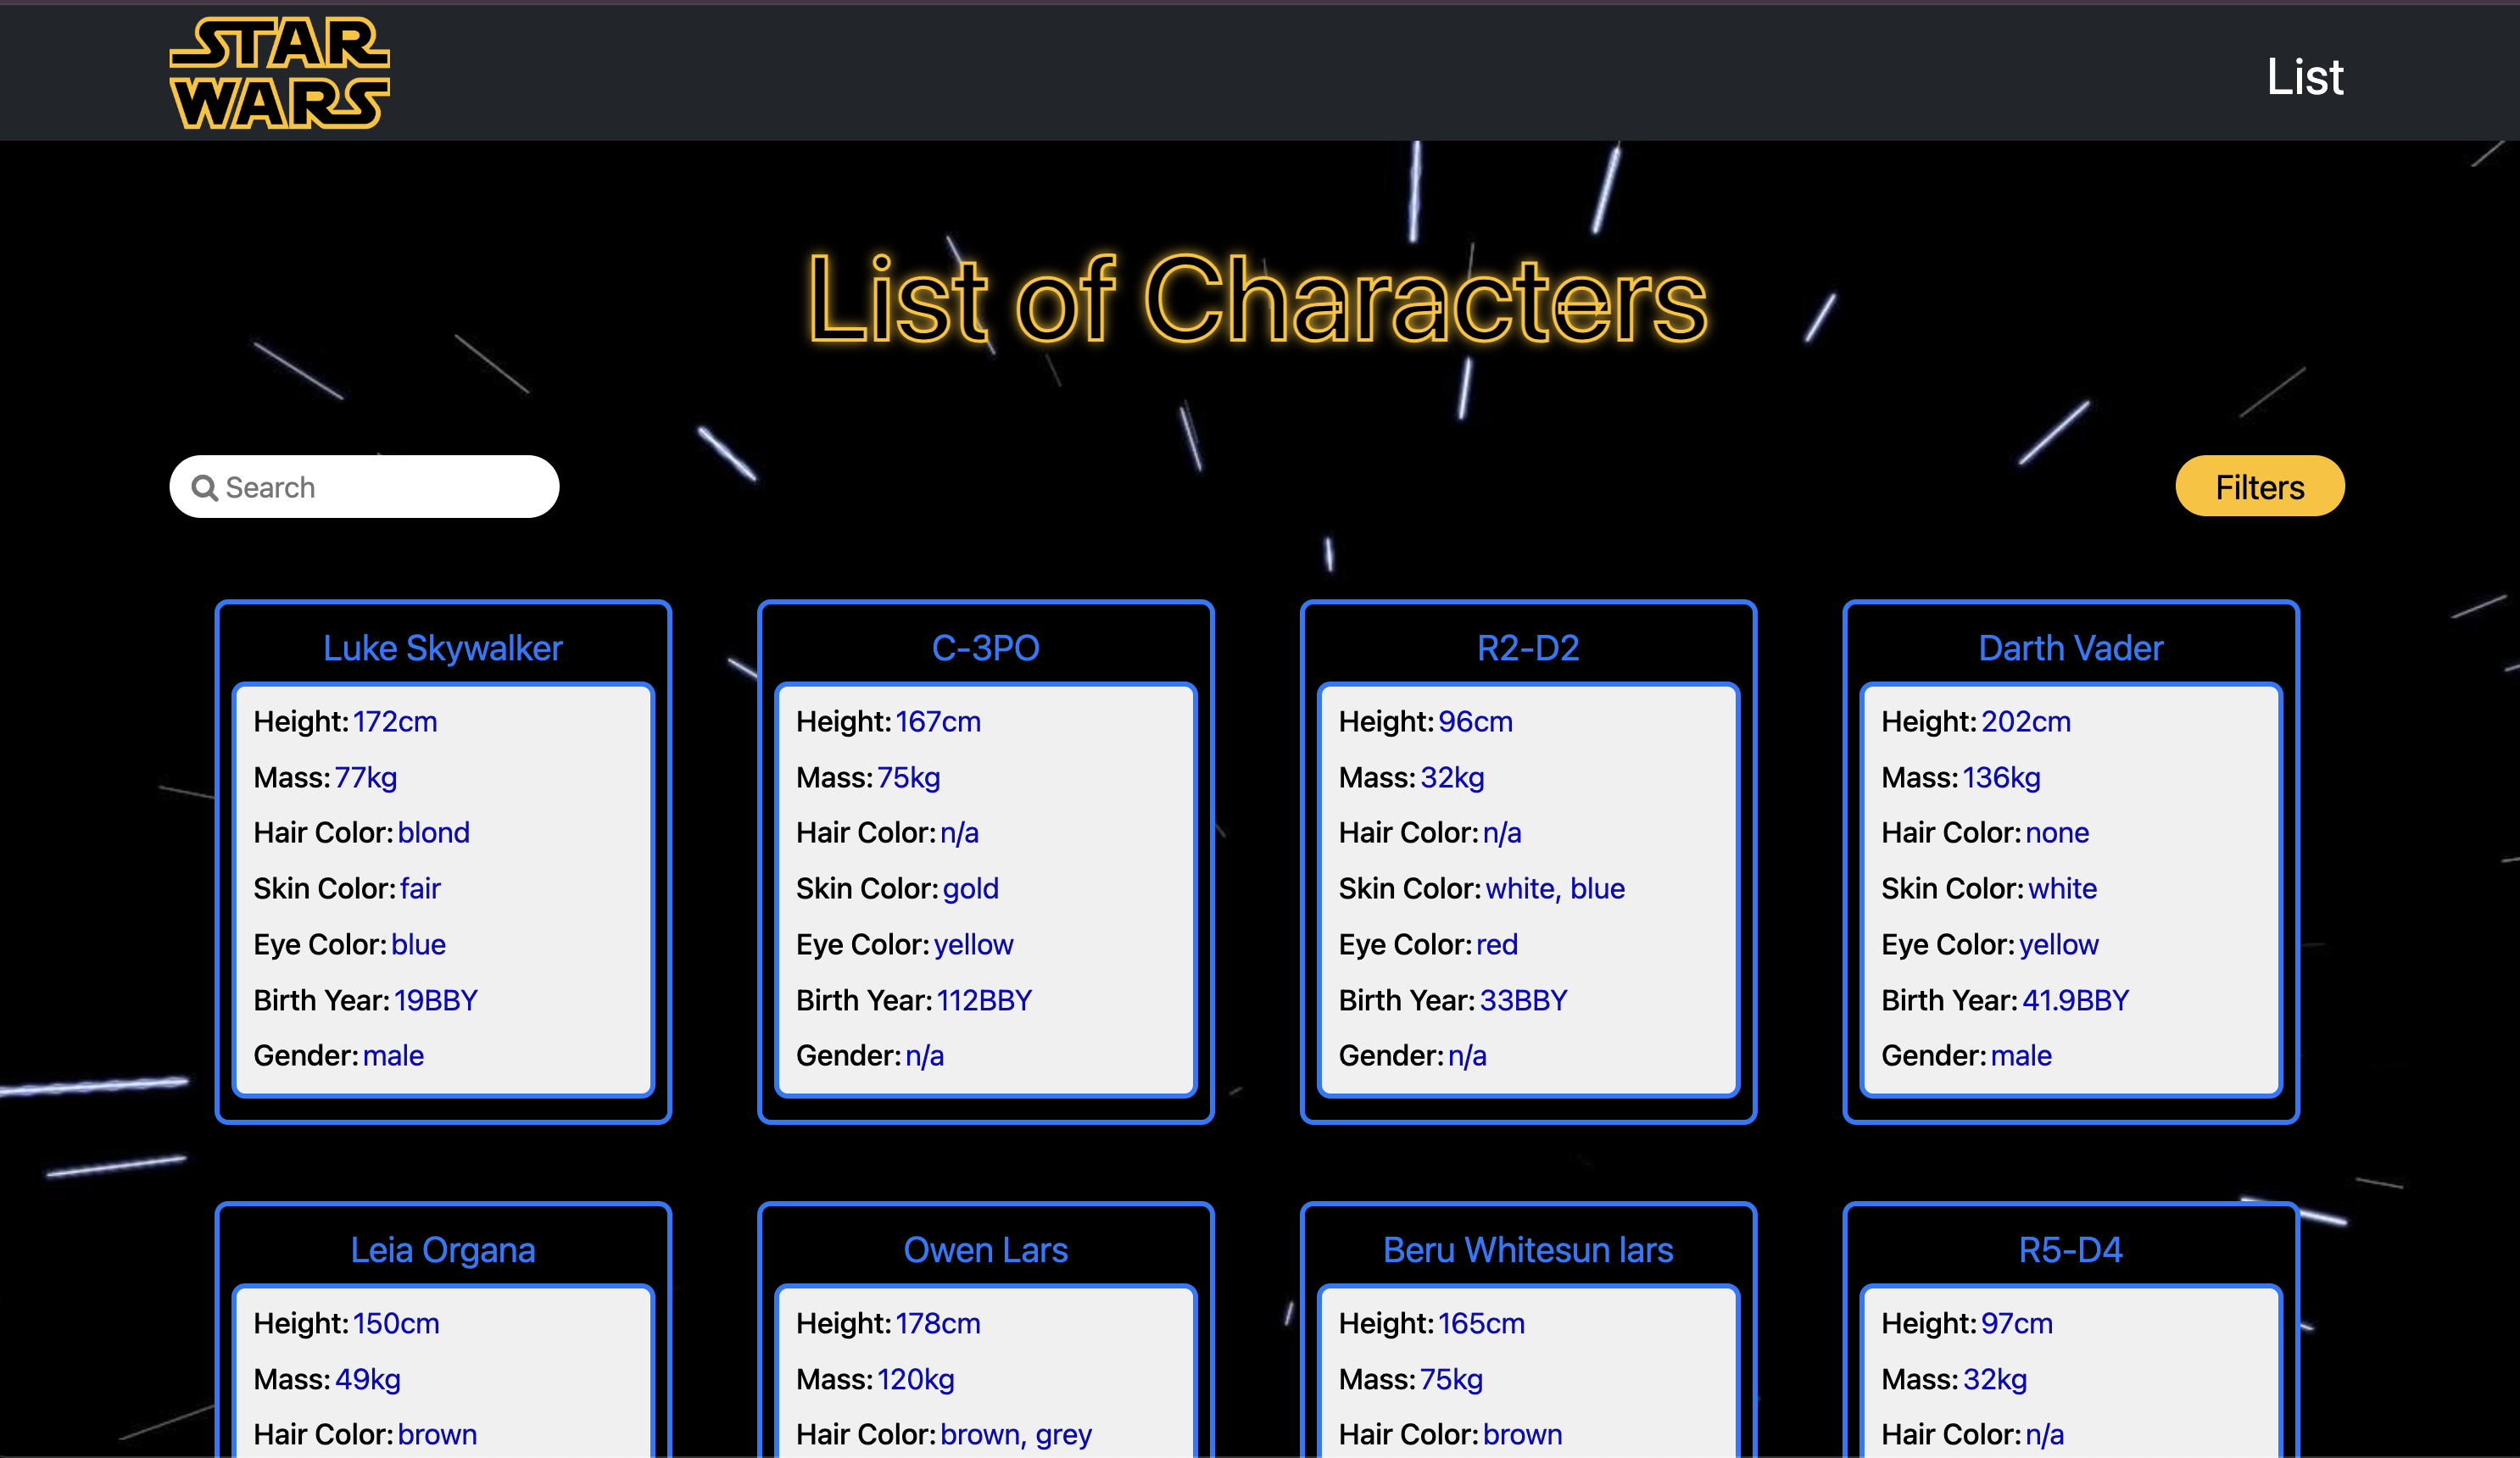 STAR
WARS
List
List of Characters
Search
Filters
Luke Skywalker
Height: 172cm
Mass: 77kg
Hair Color: blond
Skin Color: fair
Eye Color: blue
Birth Year: 19BBY
Gender: male
C-3PO
Height: 167cm
Mass: 75kg
Hair Color: n/a
Skin Color: gold
Eye Color: yellow
Birth Year: 112BBY
Gender: n/a
R2-D2
Height: 96cm
Mass: 32kg
Hair Color: n/a
Skin Color: white, blue
Eye Color: red
Birth Year: 33BBY
Gender: n/a
Darth Vader
Height: 202cm
Mass: 136kg
Hair Color: none
Skin Color: white
Eye Color: yellow
Birth Year: 41.9BBY
Gender: male
Leia Organa
Height: 150cm
Mass: 49kg
Hair Color: brown
Owen Lars
Height: 178cm
Mass: 120kg
Hair Color: brown, grey
Beru Whitesun lars
Height: 165cm
Mass: 75kg
Hair Color: brown
R5-D4
Height: 97cm
Mass: 32kg
Hair Color: n/a